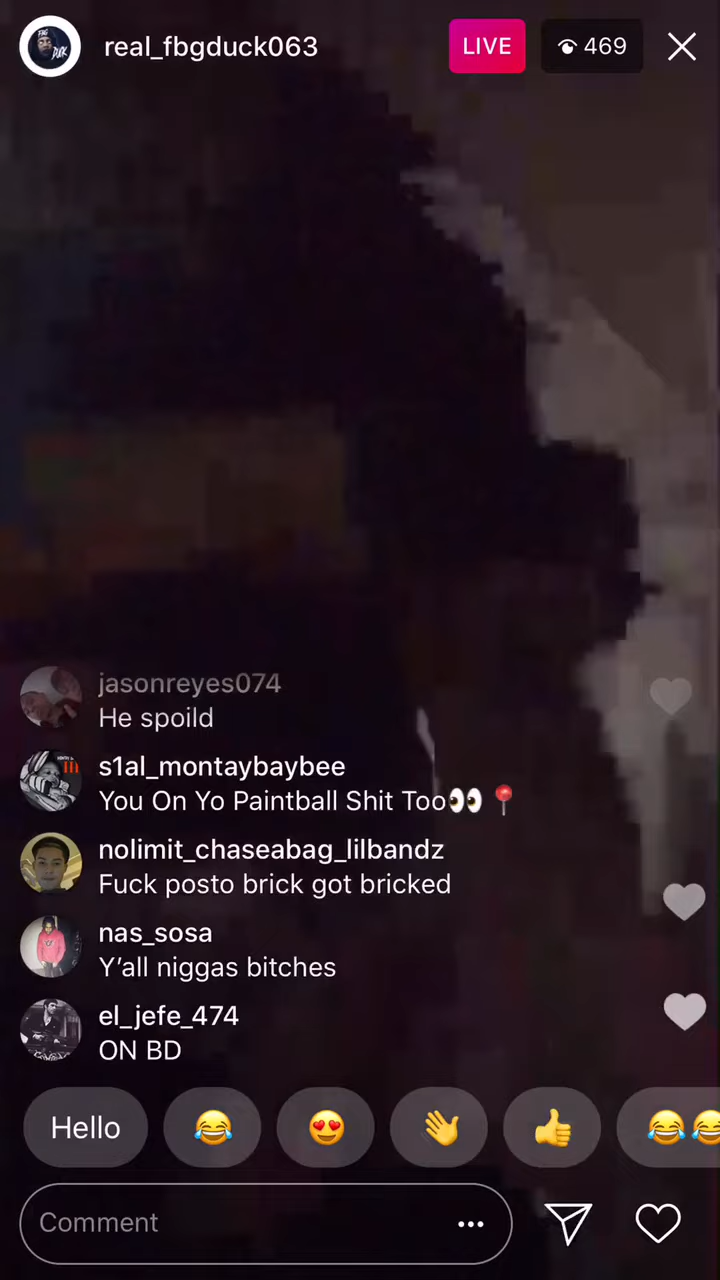 real_fbgduck063
LIVE
469
jasonreyes074
He spoild
s1al_montaybaybee
You On Yo Paintball Shit Too👀📍
nolimit_chaseabag_lilbandz
Fuck posto brick got bricked
nas_sosa
Y’all niggas bitches
el_jefe_474
ON BD
Hello
Comment